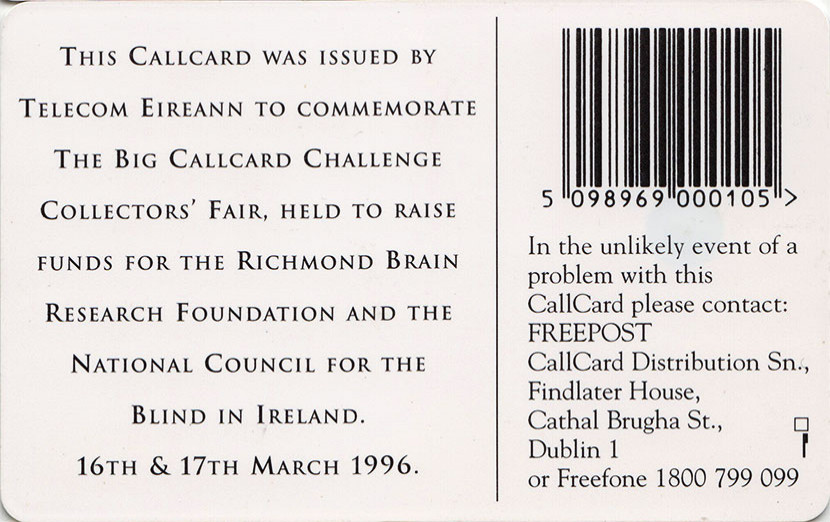 THIS CALLCARD WAS ISSUED BY
TELECOM EIREANN TO COMMEMORATE
THE BIG CALLCARD CHALLENGE
COLLECTORS' FAIR, HELD TO RAISE
FUNDS FOR THE RICHMOND BRAIN
RESEARCH FOUNDATION AND THE
NATIONAL COUNCIL FOR THE
BLIND IN IRELAND.
16TH & 17TH MARCH 1996.
5 098969 000105 >
In the unlikely event of a
problem with this
CallCard please contact:
FREEPOST
CallCard Distribution Sn.,
Findlater House,
Cathal Brugha St.,
Dublin 1
or Freefone 1800 799 099